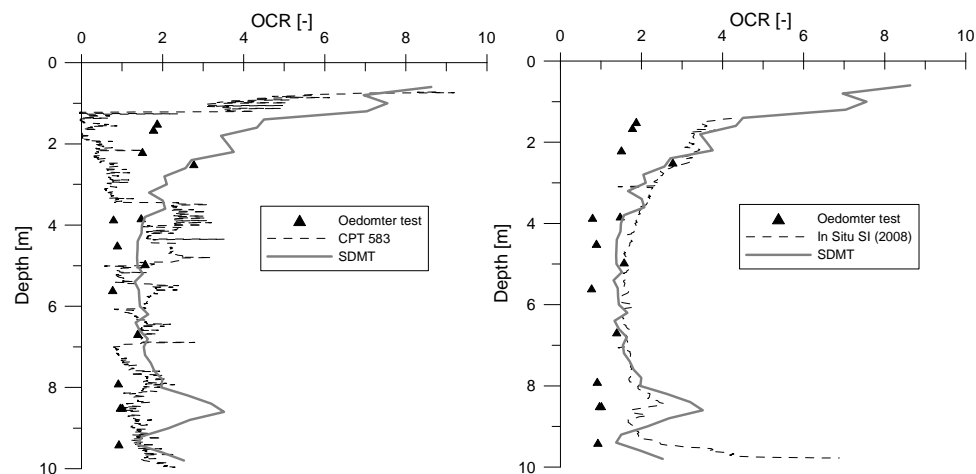 OCR [-]
0 2 4 6 8 10
0
2
4
6
8
10
Depth [m]
Oedomter test
CPT 583
SDMT
OCR [-]
0 2 4 6 8 10
0
2
4
6
8
10
Depth [m]
Oedomter test
In Situ SI (2008)
SDMT